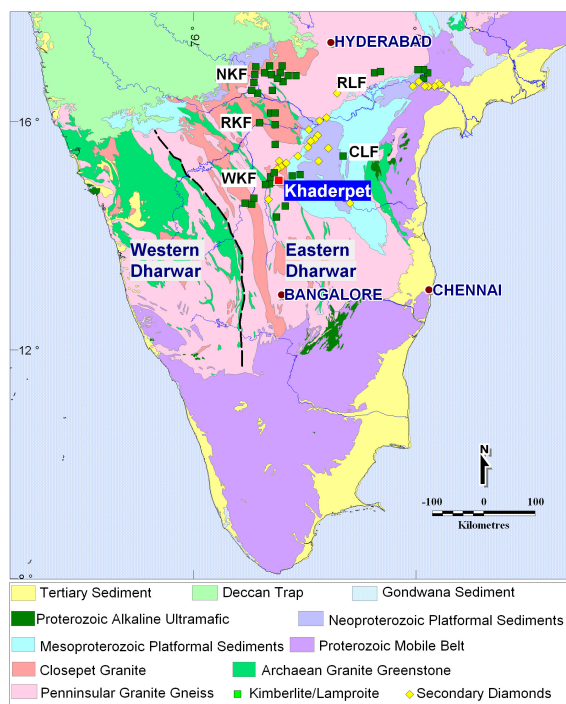 76
HYDERABAD
NKF
RLF
16
RKF
CLF
WKF
Khaderpet
Western
Dharwar
Eastern
Dharwar
BANGALORE
CHENNAI
12
N
-100 0 100
Kilometres
Tertiary Sediment Deccan Trap Gondwana Sediment
Proterozoic Alkaline Ultramafic Neoproterozoic Platformal Sediments
Mesoproterozoic Platformal Sediments Proterozoic Mobile Belt
Closepet Granite Archaean Granite Greenstone
Penninsular Granite Gneiss Kimberlite/Lamproite Secondary Diamonds